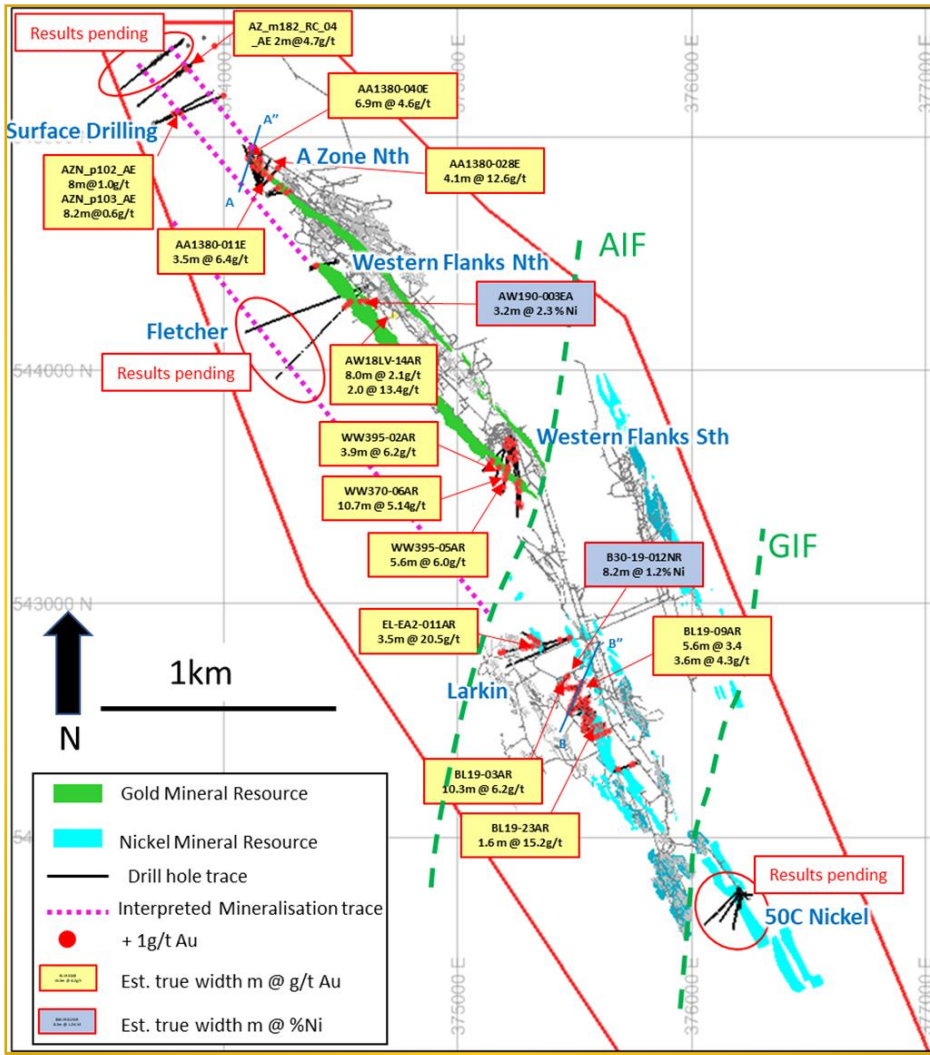 Results pending
AZ_m182_RC_04
_AE 2m@4.7g/t
AA1380-040E
6.9m @ 4.6g/t
Surface Drilling
A"
A Zone Nth
AA1380-028E
4.1m @ 12.6g/t
AZN_p102_AE
8m@1.0g/t
AZN_p103_AE
8.2m@0.6g/t
A
AA1380-011E
3.5m @ 6.4g/t
AIF
Western Flanks Nth
AW190-003EA
3.2m @ 2.3 % Ni
Fletcher
Results pending
AW18LV-14AR
8.0m @ 2.1g/t
2.0 @ 13.4g/t
544000 N
376000 E
377000 E
WW395-02AR
3.9m @ 6.2g/t
Western Flanks Sth
WW370-06AR
10.7m @ 5.14g/t
GIF
WW395-05AR
5.6m @ 6.0g/t
B30-19-012NR
8.2m @ 1.2% Ni
543000 N
EL-EA2-011AR
3.5m @ 20.5g/t
BL19-09AR
5.6m @ 3.4
3.6m @ 4.3g/t
B"
Larkin
B
1km
N
BL19-03AR
10.3m @ 6.2g/t
BL19-23AR
1.6 m @ 15.2g/t
Results pending
50C Nickel
375000 E
376000 E
377000 E
Gold Mineral Resource
Nickel Mineral Resource
Drill hole trace
Interpreted Mineralisation trace
+ 1g/t Au
Est. true width m @ g/t Au
Est. true width m @ %Ni